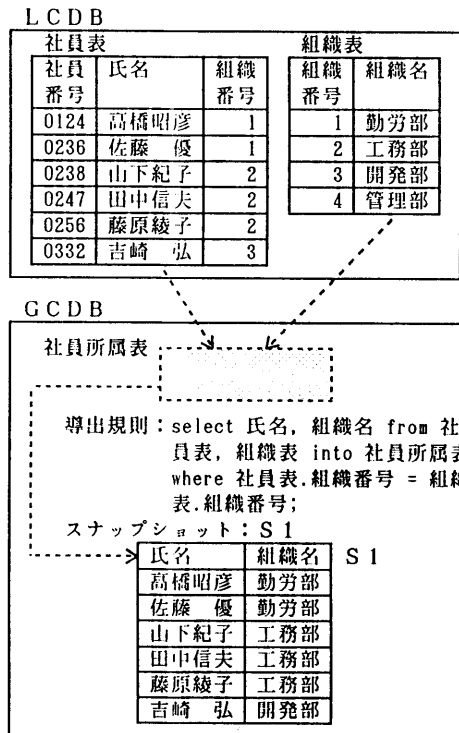 LCDB
社員表
社員番号 氏名 組織番号
0124 高橋昭彦 1
0236 佐藤 優 1
0238 山下紀子 2
0247 田中信夫 2
0256 藤原綾子 2
0332 吉崎 弘 3
組織表
組織番号 組織名
1 勤労部
2 工務部
3 開発部
4 管理部
GCDB
社員所属表
導出規則：select 氏名, 組織名 from 社
員表, 組織表 into 社員所属表
where 社員表.組織番号 = 組織
表.組織番号;
スナップショット：S1
氏名 組織名 S1
高橋昭彦 勤労部
佐藤 優 勤労部
山下紀子 工務部
田中信夫 工務部
藤原綾子 工務部
吉崎 弘 開発部